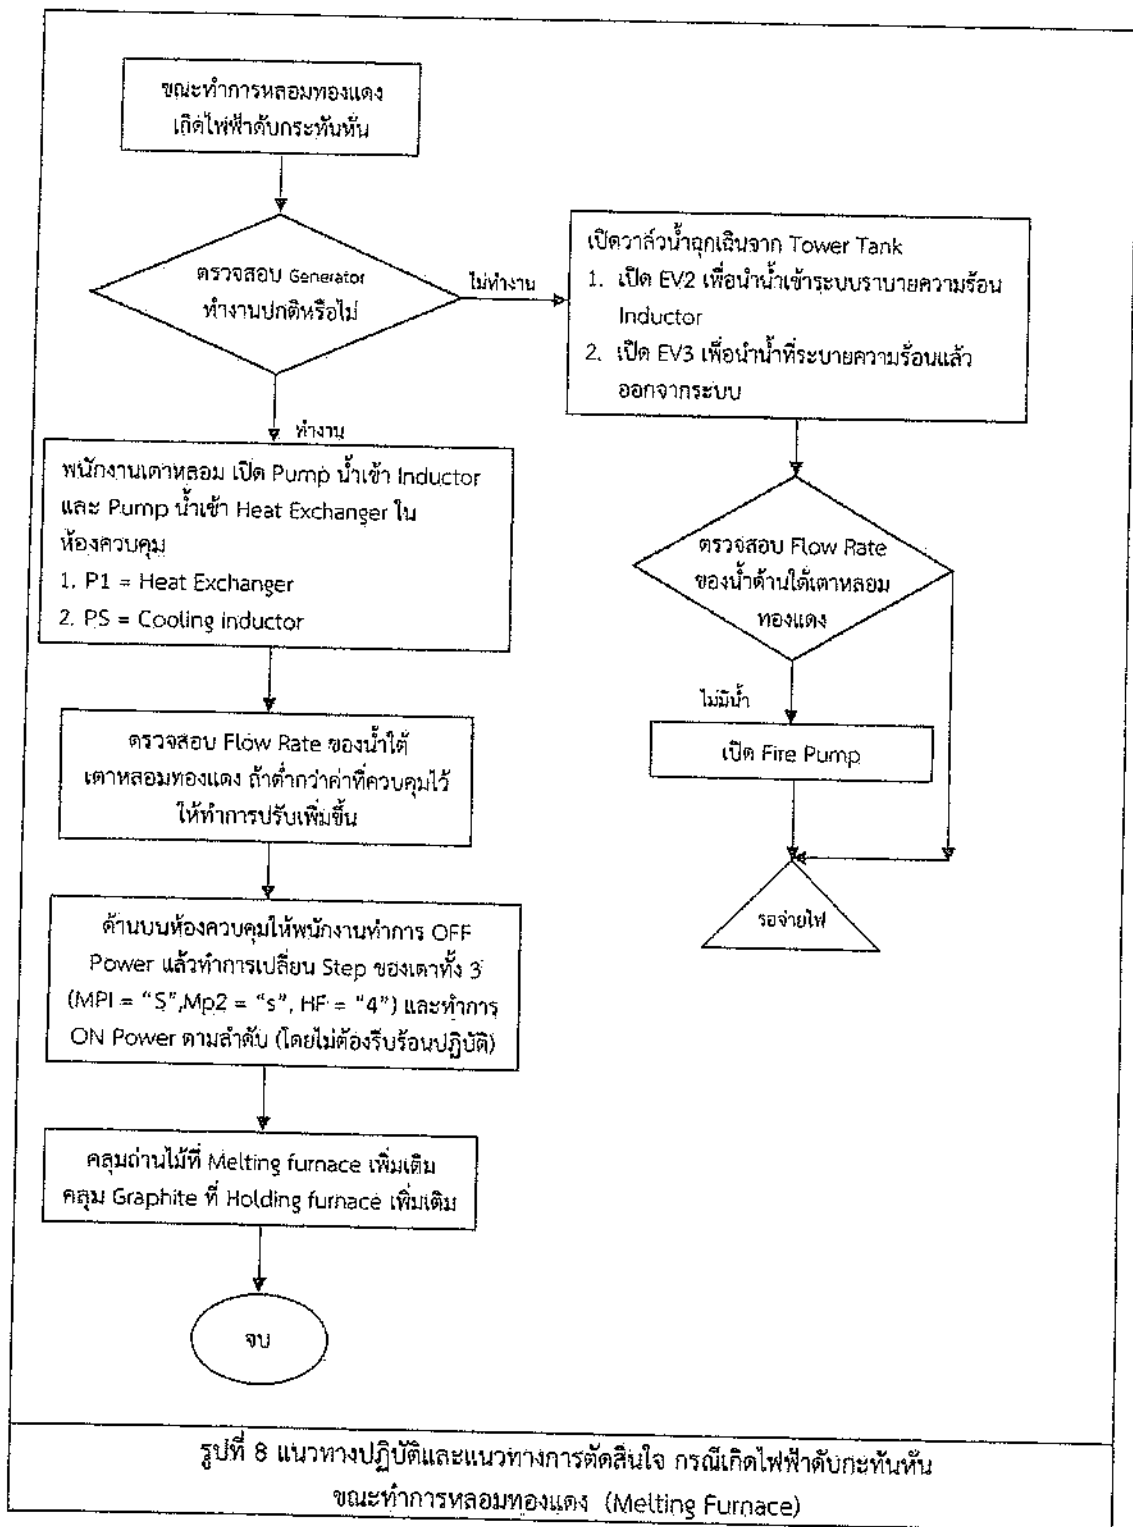 ขณะทำการหลอมทองแดง
เกิดไฟฟ้าดับกระทันหัน
ตรวจสอบ Generator
ทำงานปกติหรือไม่
ไม่ทำงาน
เปิดวาล์วน้ำฉุกเฉินจาก Tower Tank
1. เปิด EV2 เพื่อนำน้ำเข้าระบบราบายความร้อน
Inductor
2. เปิด EV3 เพื่อนำน้ำที่ระบายความร้อนแล้ว
ออกจากระบบ
ทำงาน
พนักงานเตาหลอม เปิด Pump น้ำเข้า Inductor
และ Pump น้ำเข้า Heat Exchanger ใน
ห้องควบคุม
1. P1 = Heat Exchanger
2. PS = Cooling inductor
ตรวจสอบ Flow Rate
ของน้ำด้านใต้เตาหลอม
ทองแดง
ไม่มีน้ำ
เปิด Fire Pump
รอจ่ายไฟ
ตรวจสอบ Flow Rate ของน้ำใต้
เตาหลอมทองแดง ถ้าต่ำกว่าค่าที่ควบคุมไว้
ให้ทำการปรับเพิ่มขึ้น
ด้านบนห้องควบคุมให้พนักงานทำการ OFF
Power แล้วทำการเปลี่ยน Step ของเตาทั้ง 3
(MPI = “S”,Mp2 = “s”, HF = “4”) และทำการ
ON Power ตามลำดับ (โดยไม่ต้องรีบร้อนปฏิบัติ)
คลุมถ่านไม้ที่ Melting furnace เพิ่มเติม
คลุม Graphite ที่ Holding furnace เพิ่มเติม
จบ
รูปที่ 8 แนวทางปฏิบัติและแนวทางการตัดสินใจ กรณีเกิดไฟฟ้าดับกะทันหัน
ขณะทำการหลอมทองแดง (Melting Furnace)